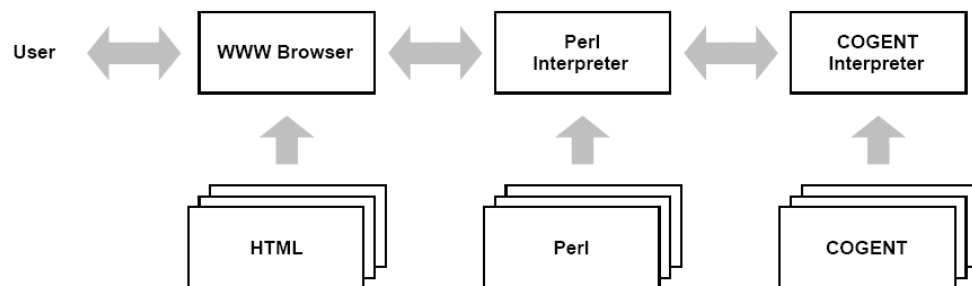 User
WWW Browser
Perl
Interpreter
COGENT
Interpreter
HTML
Perl
COGENT